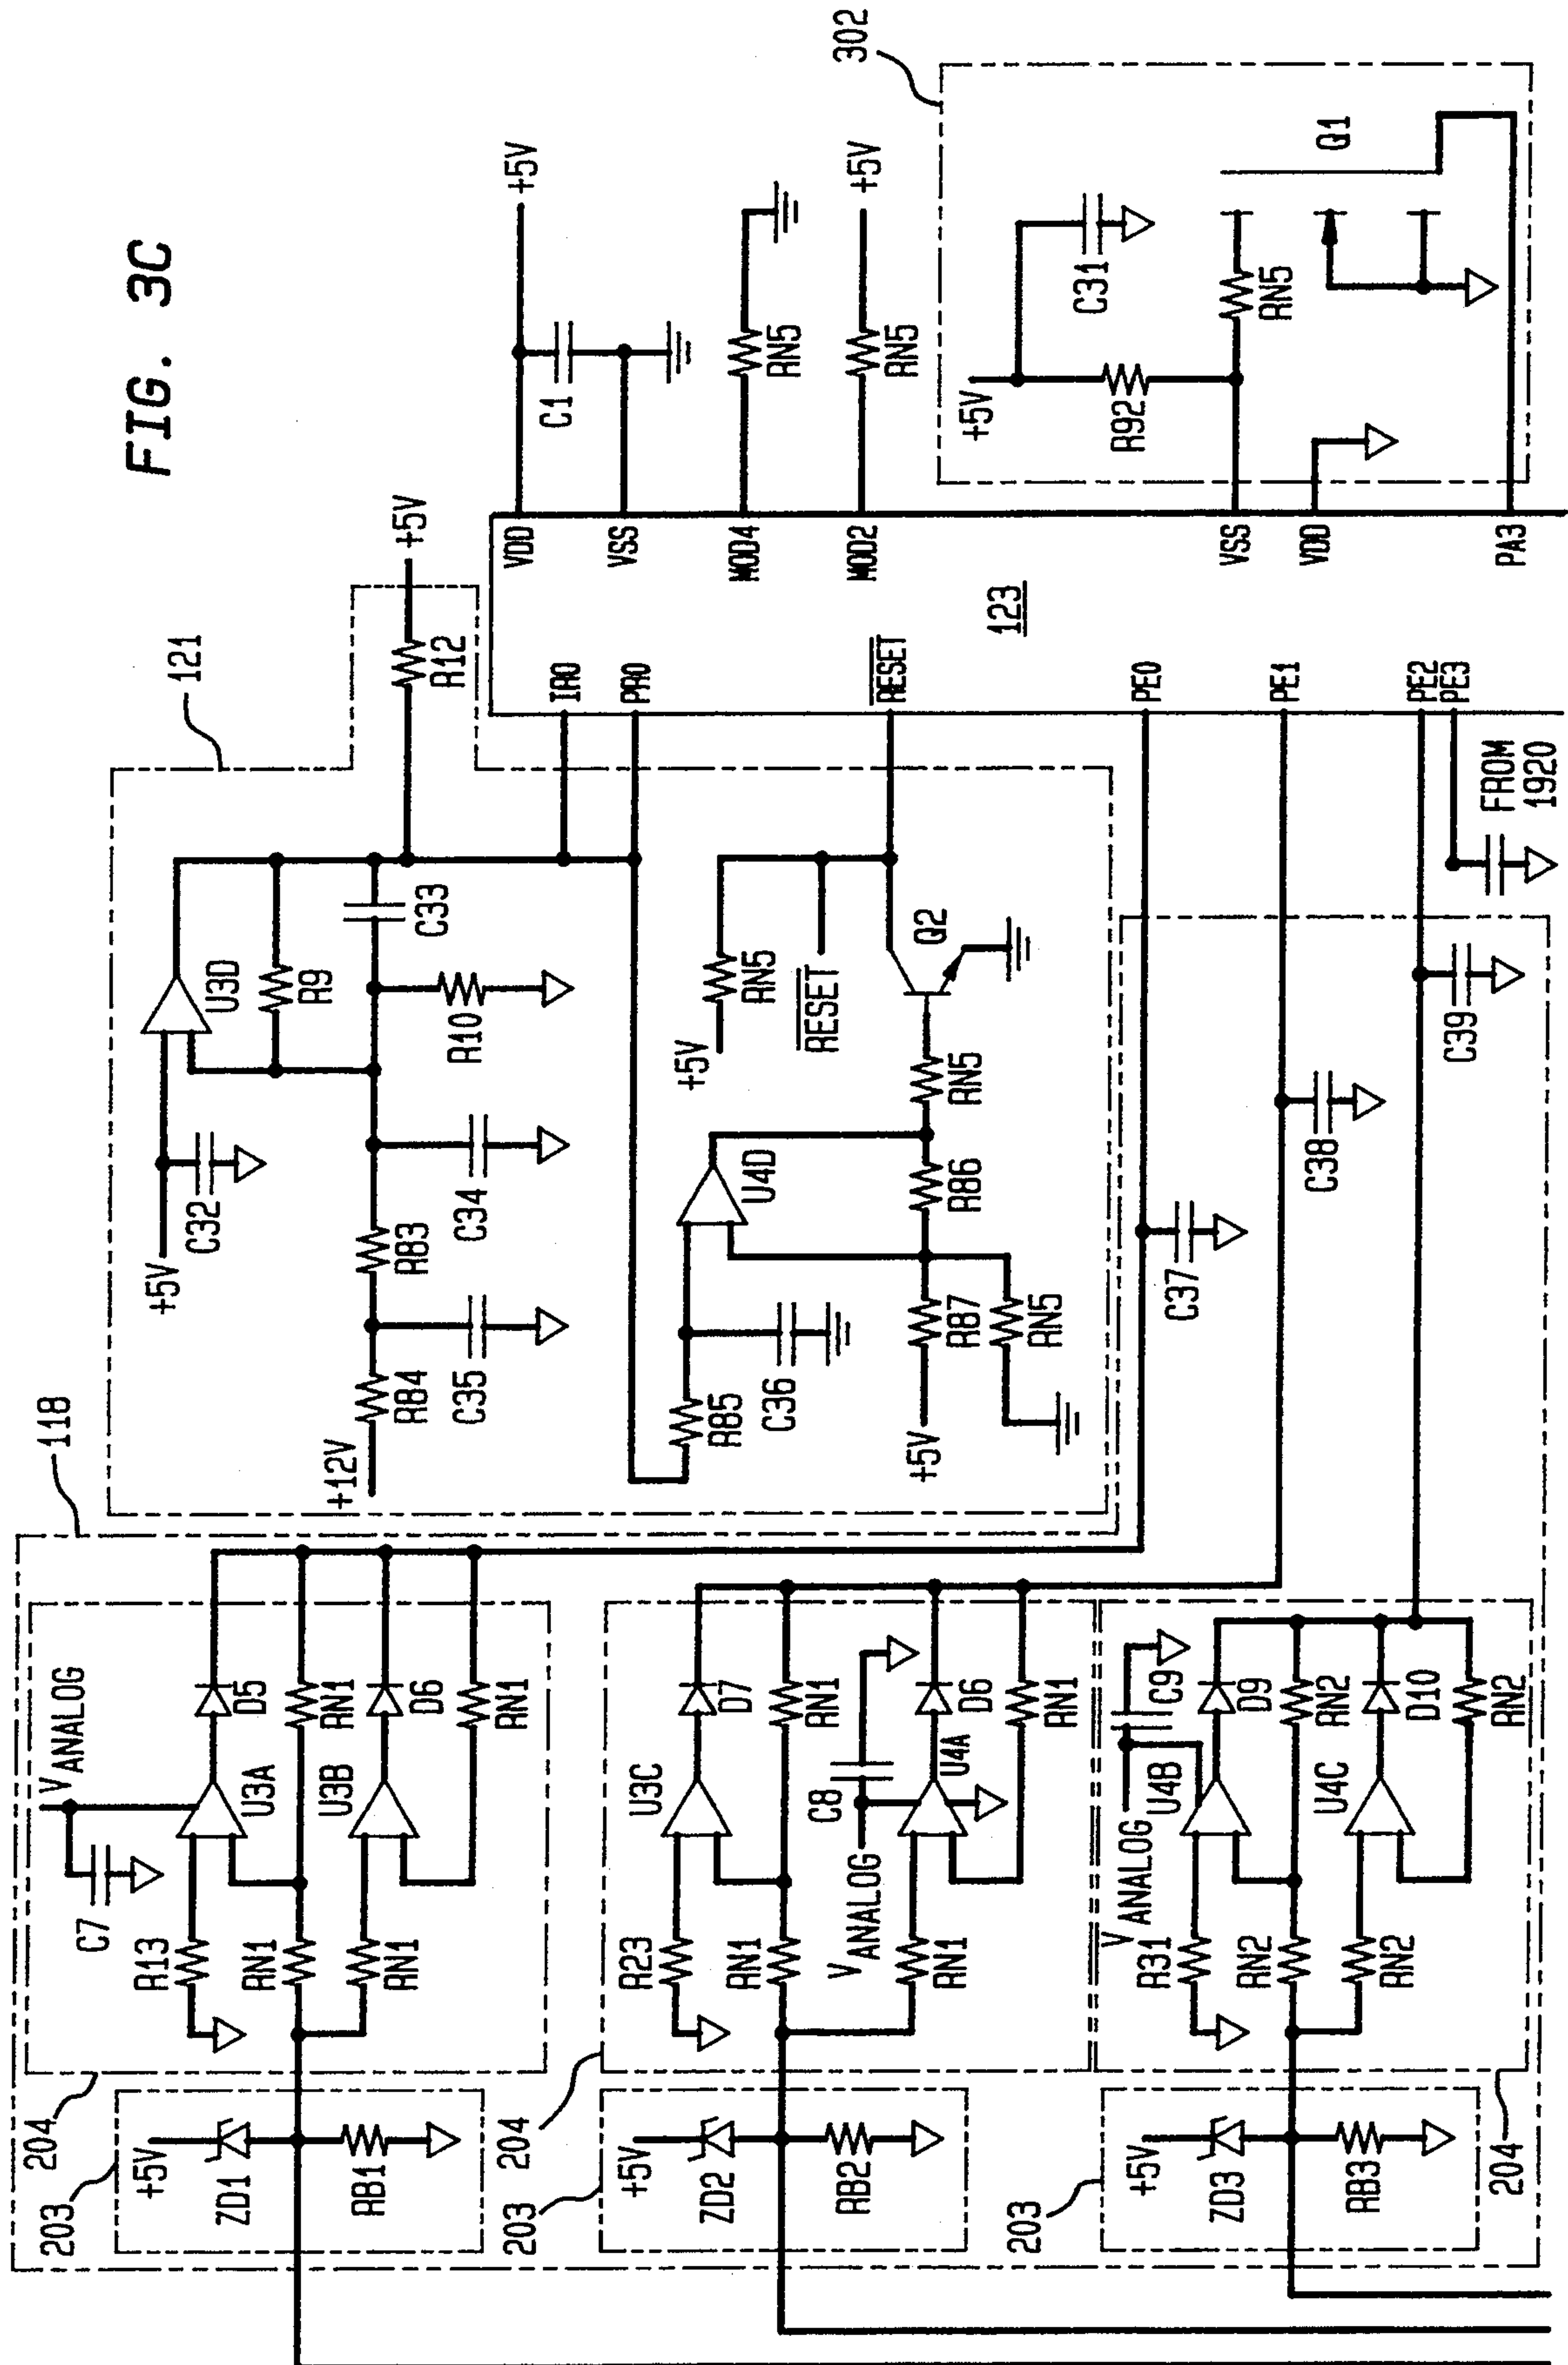 FIG. 3C
118
121
302
204
203
+5V
ZD1
RB1
C7
V ANALOG
R13
U3A
D5
RN1
RN1
U3B
D6
RN1
RN1
204
203
+5V
ZD2
RB2
R23
U3C
D7
RN1
RN1
C8
V ANALOG
U4A
D6
RN1
RN1
203
+5V
ZD3
RB3
204
V ANALOG
C9
R31
U4B
D9
RN2
RN2
U4C
D10
RN2
RN2
+5V
C32
U3D
R9
+12V
R84
R83
C33
C35
C34
R10
R12
+5V
R85
C36
U4D
+5V
R87
R86
RN5
RN5
+5V
RN5
RESET
Q2
C37
C38
C39
FROM
1920
IRO
PRO
RESET
PE0
PE1
PE2
PE3
123
VDD
VSS
MOD4
MOD2
VSS
VDD
PA3
+5V
C1
RN5
RN5
+5V
+5V
C31
R92
RN5
Q1